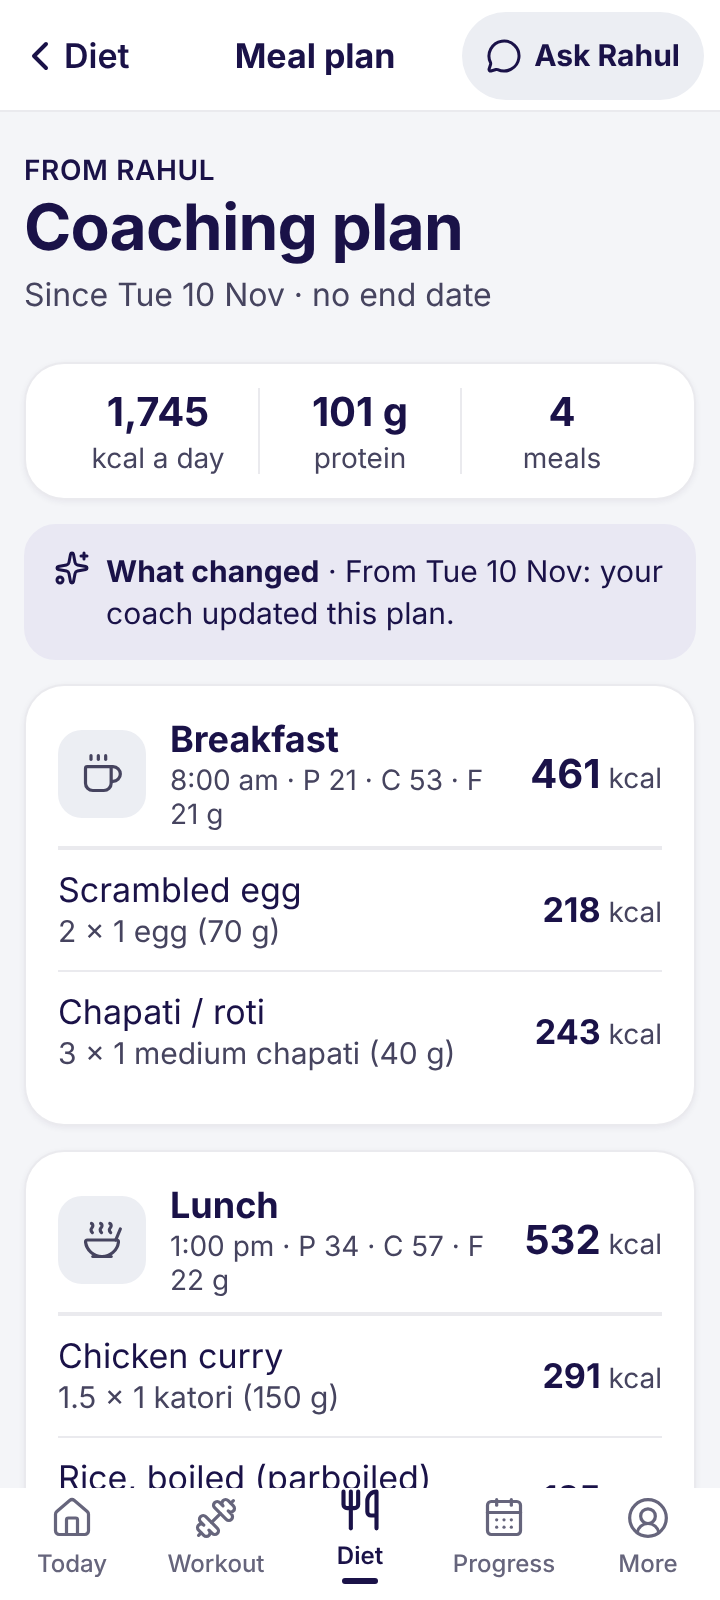 Diet
Meal plan
Ask Rahul
FROM RAHUL
Coaching plan
Since Tue 10 Nov · no end date
1,745
kcal a day
101 g
protein
4
meals
What changed · From Tue 10 Nov: your
coach updated this plan.
Breakfast
8:00 am · P 21 · C 53 · F
21 g
461 kcal
Scrambled egg
2 × 1 egg (70 g)
218 kcal
Chapati / roti
3 × 1 medium chapati (40 g)
243 kcal
Lunch
1:00 pm · P 34 · C 57 · F
22 g
532 kcal
Chicken curry
1.5 × 1 katori (150 g)
291 kcal
Rice, boiled (parboiled)
Today
Workout
Diet
Progress
More